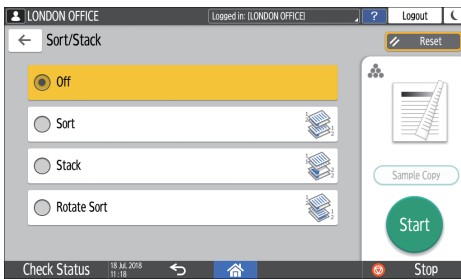 LONDON OFFICE
Logged in: [LONDON OFFICE]
?
Logout
Sort/Stack
Reset
Off
Sort
Stack
Rotate Sort
Sample Copy
Start
Check Status
18 Jul. 2018
11:18
Stop